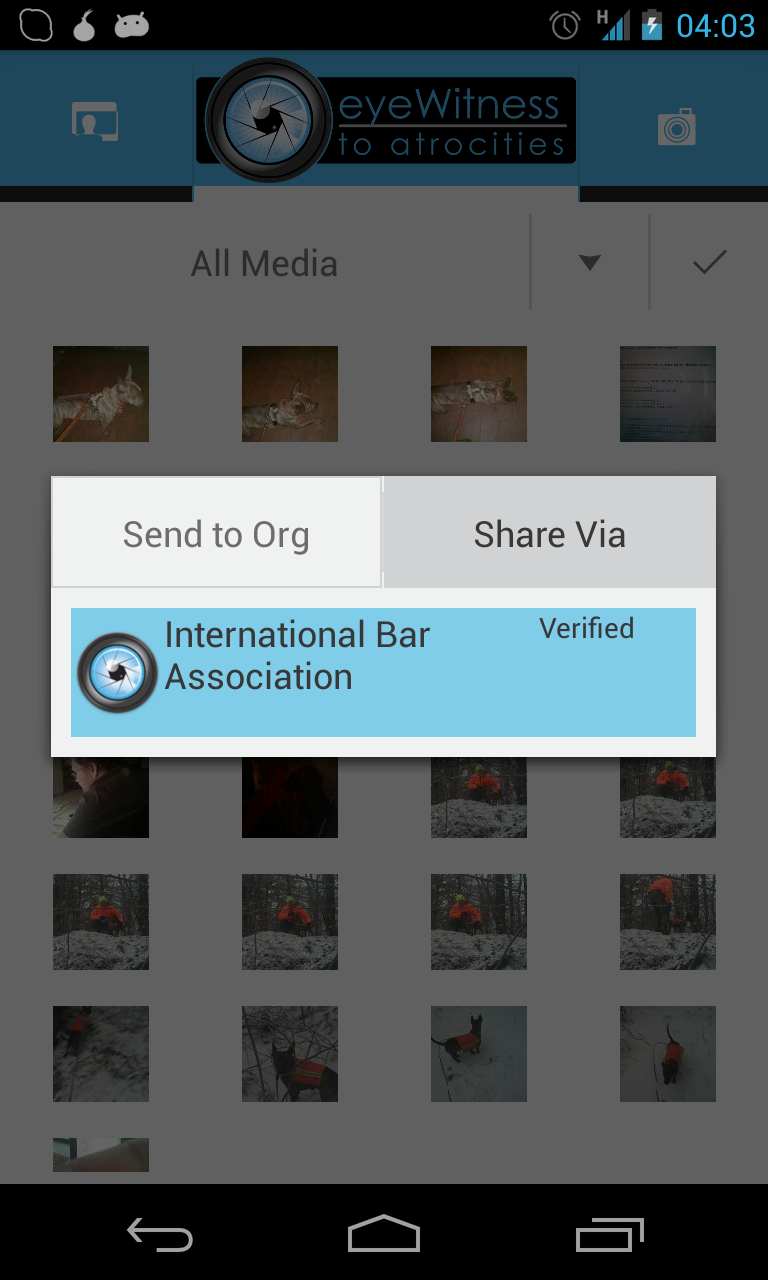 H
04:03
eyeWitness
to atrocities
All Media
Send to Org
Share Via
International Bar
Association
Verified